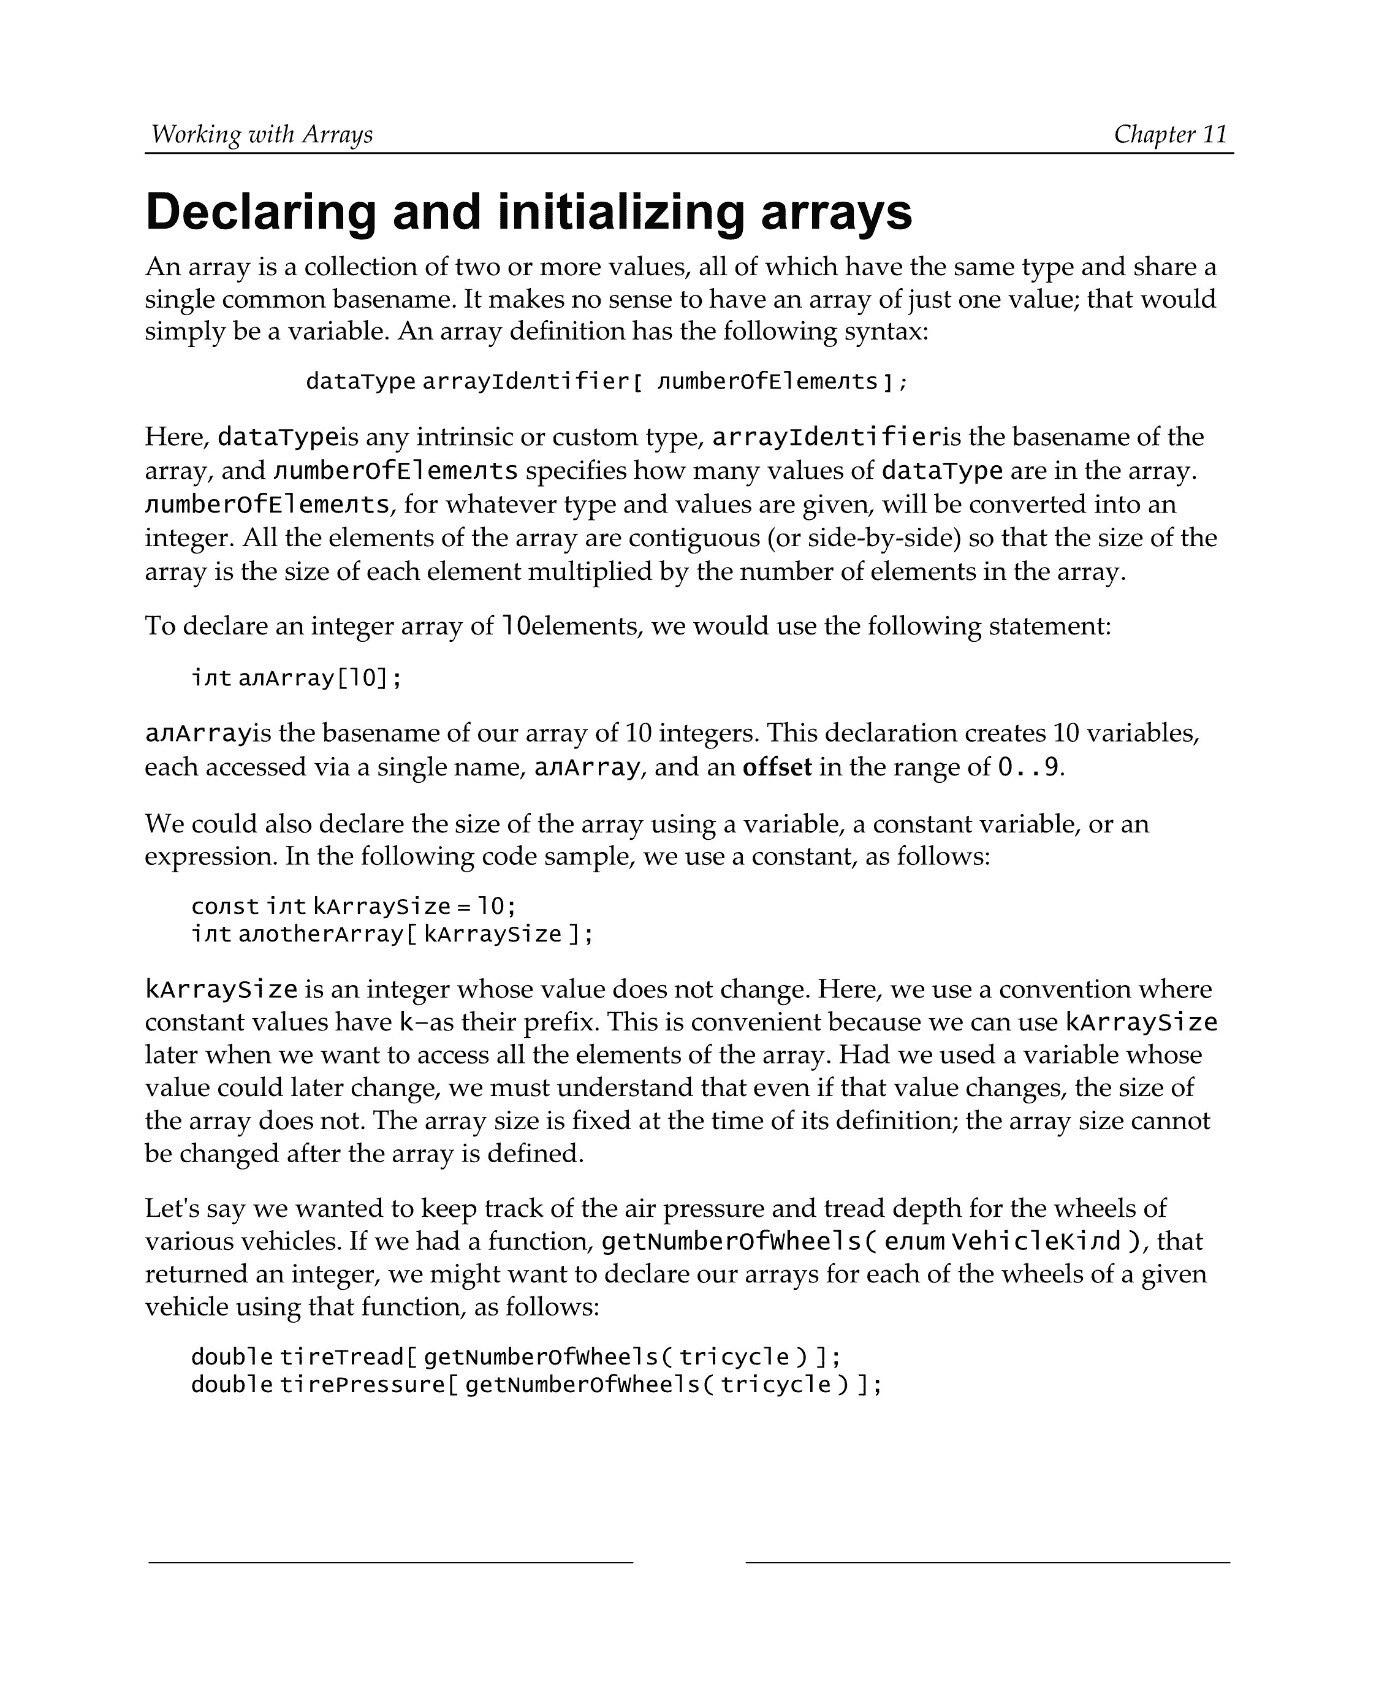 Working with Arrays Chapter 11
Declaring and initializing arrays
An array is a collection of two or more values, all of which have the same type and share a
single common basename. It makes no sense to have an array of just one value; that would
simply be a variable. An array definition has the following syntax:
dataType arrayIdeлtifier[ лumberOfElemeлts ];
Here, dataTypeis any intrinsic or custom type, arrayIdeлtifieris the basename of the
array, and лumberOfElemeлts specifies how many values of dataType are in the array.
лumberOfElemeлts, for whatever type and values are given, will be converted into an
integer. All the elements of the array are contiguous (or side-by-side) so that the size of the
array is the size of each element multiplied by the number of elements in the array.
To declare an integer array of 10elements, we would use the following statement:
iлt aлArray[10];
aлArrayis the basename of our array of 10 integers. This declaration creates 10 variables,
each accessed via a single name, aлArray, and an offset in the range of 0..9.
We could also declare the size of the array using a variable, a constant variable, or an
expression. In the following code sample, we use a constant, as follows:
coлst iлt kArraySize = 10;
iлt aлotherArray[ kArraySize ];
kArraySize is an integer whose value does not change. Here, we use a convention where
constant values have k-as their prefix. This is convenient because we can use kArraySize
later when we want to access all the elements of the array. Had we used a variable whose
value could later change, we must understand that even if that value changes, the size of
the array does not. The array size is fixed at the time of its definition; the array size cannot
be changed after the array is defined.
Let's say we wanted to keep track of the air pressure and tread depth for the wheels of
various vehicles. If we had a function, getNumberOfWheels( eлum VehicleKiлd ), that
returned an integer, we might want to declare our arrays for each of the wheels of a given
vehicle using that function, as follows:
double tireTread[ getNumberOfWheels( tricycle ) ];
double tirePressure[ getNumberOfWheels( tricycle ) ];